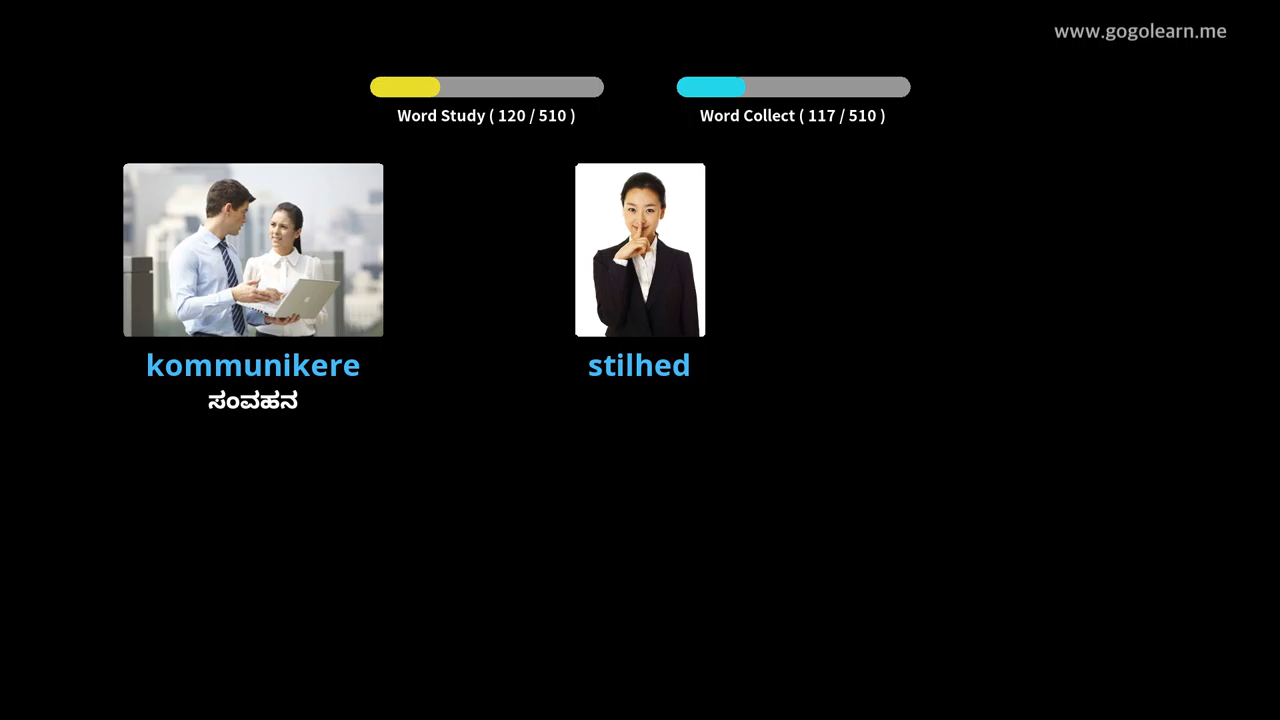 www.gogolearn.me
Word Study ( 120 / 510 )
Word Collect ( 117 / 510 )
kommunikere
ಸಂವಹನ
stilhed